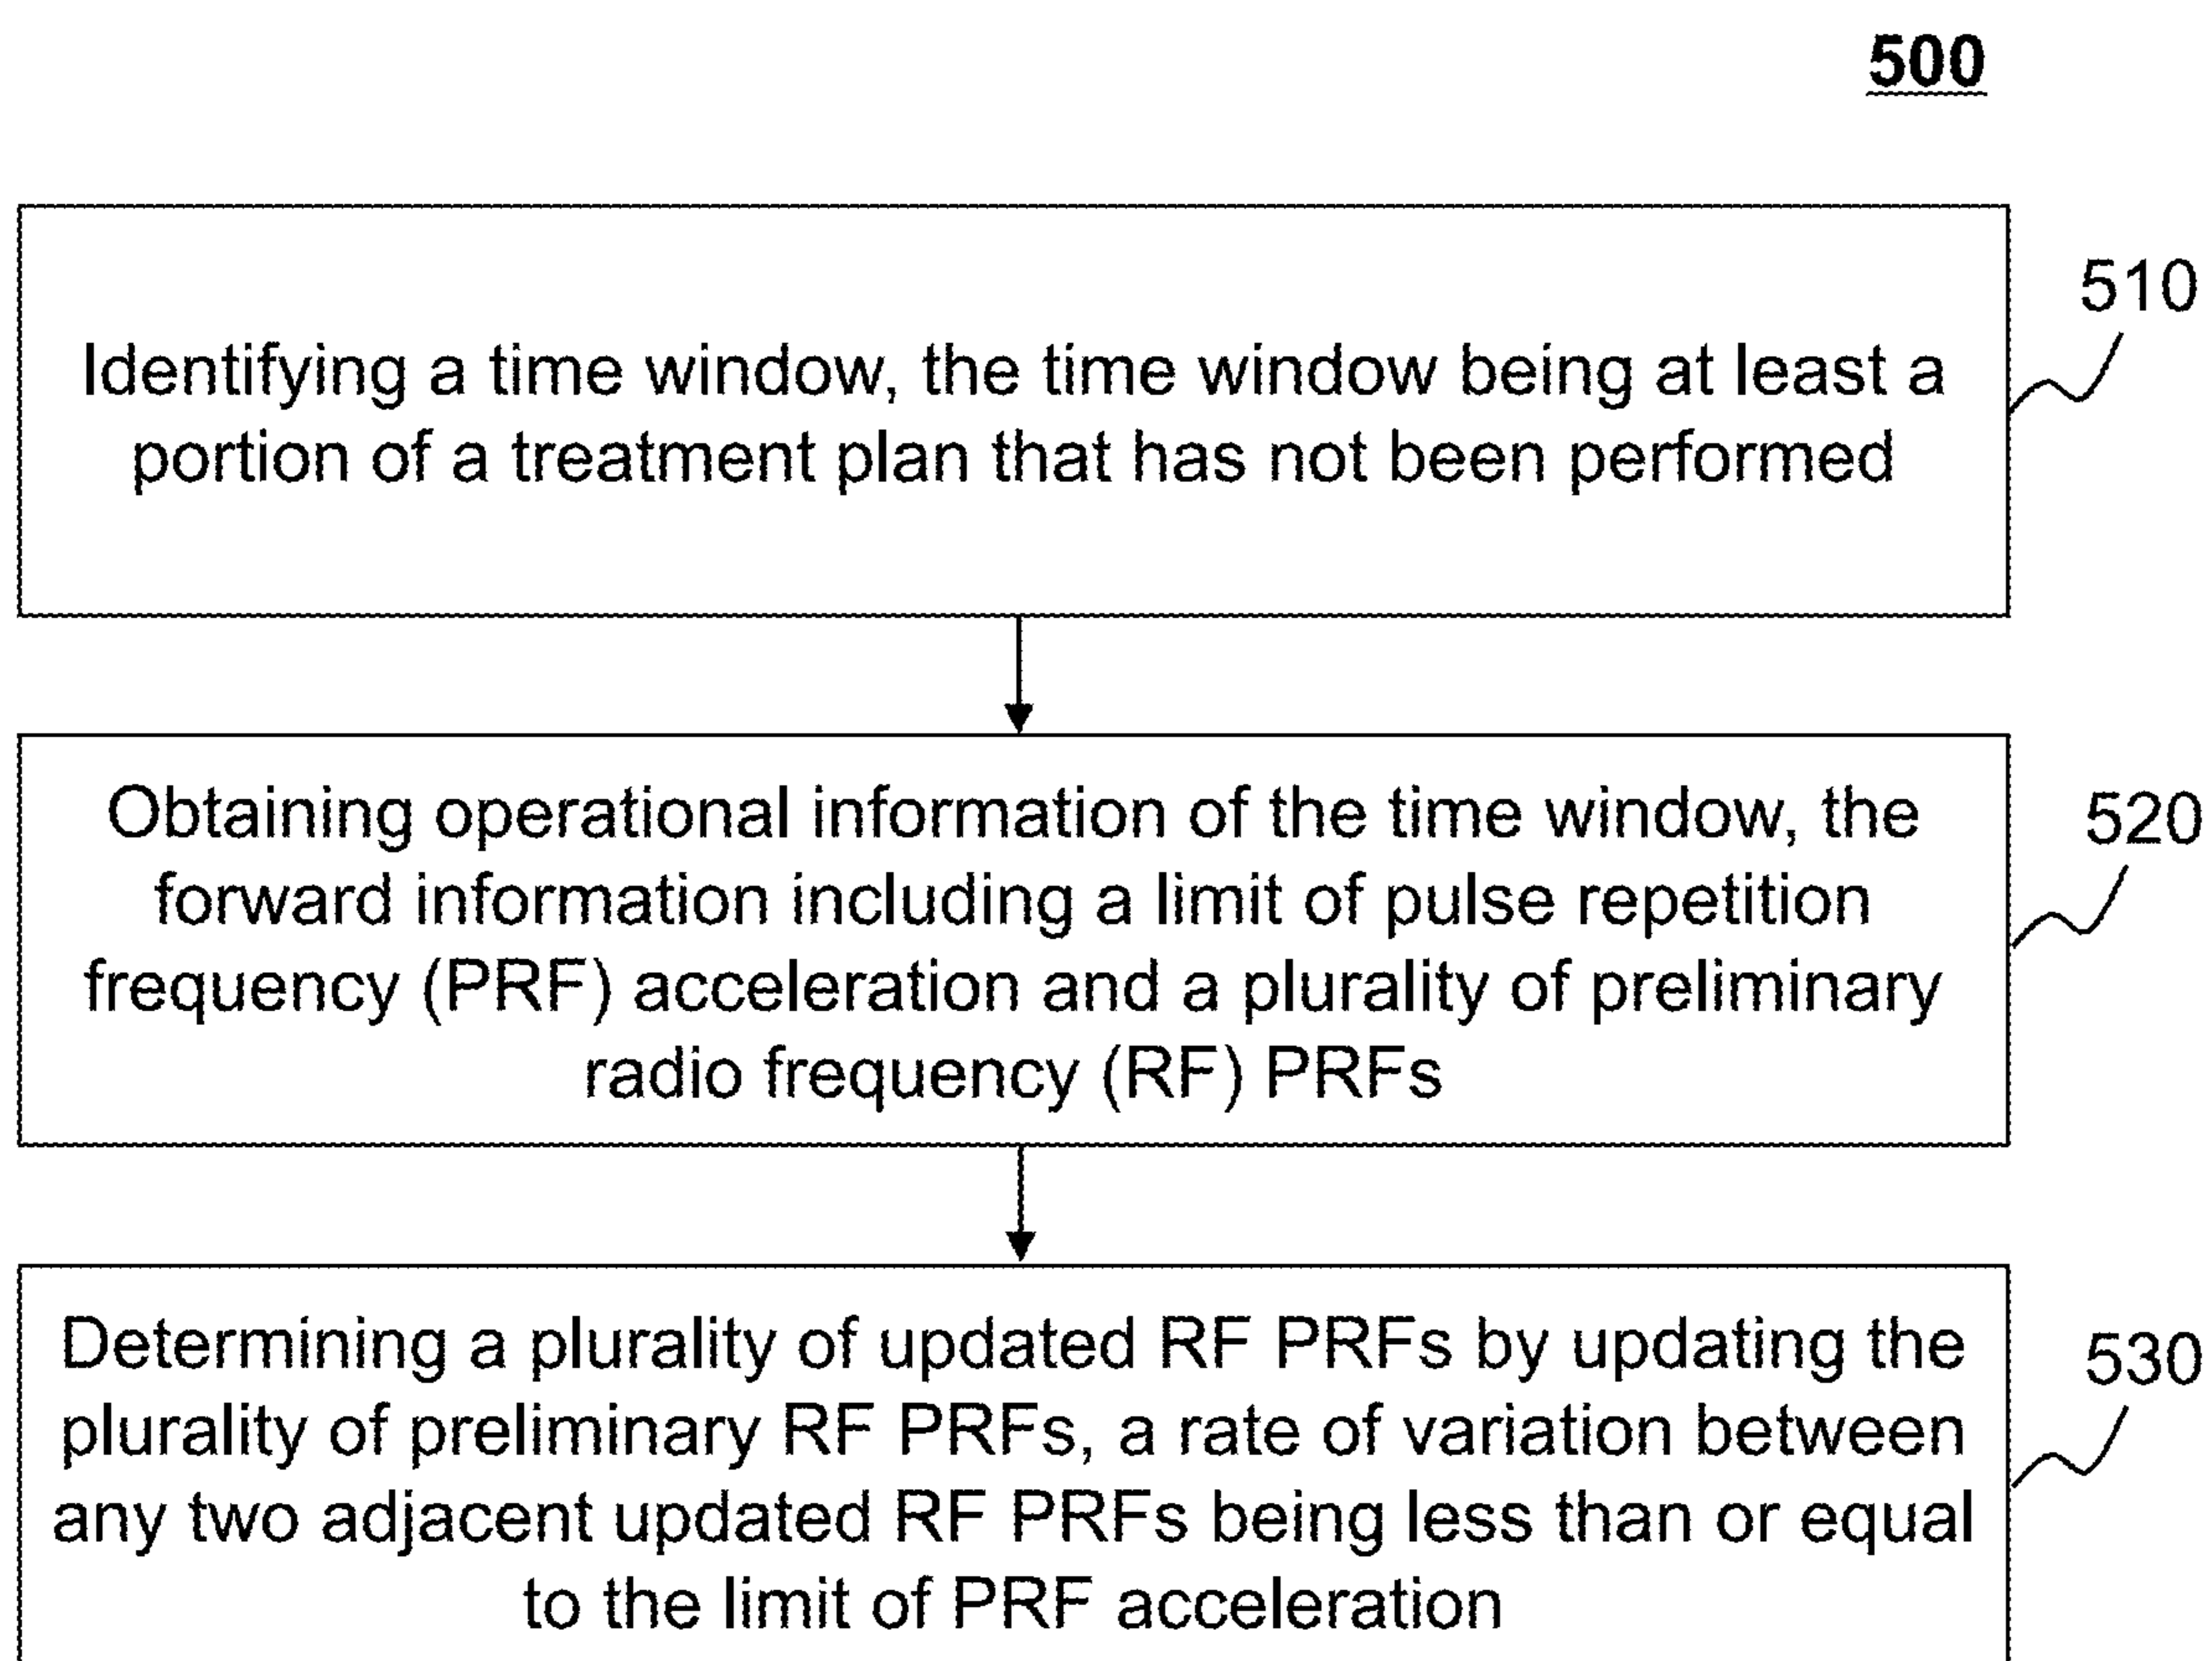 500
Identifying a time window, the time window being at least a
portion of a treatment plan that has not been performed
510
Obtaining operational information of the time window, the
forward information including a limit of pulse repetition
frequency (PRF) acceleration and a plurality of preliminary
radio frequency (RF) PRFs
520
Determining a plurality of updated RF PRFs by updating the
plurality of preliminary RF PRFs, a rate of variation between
any two adjacent updated RF PRFs being less than or equal
to the limit of PRF acceleration
530